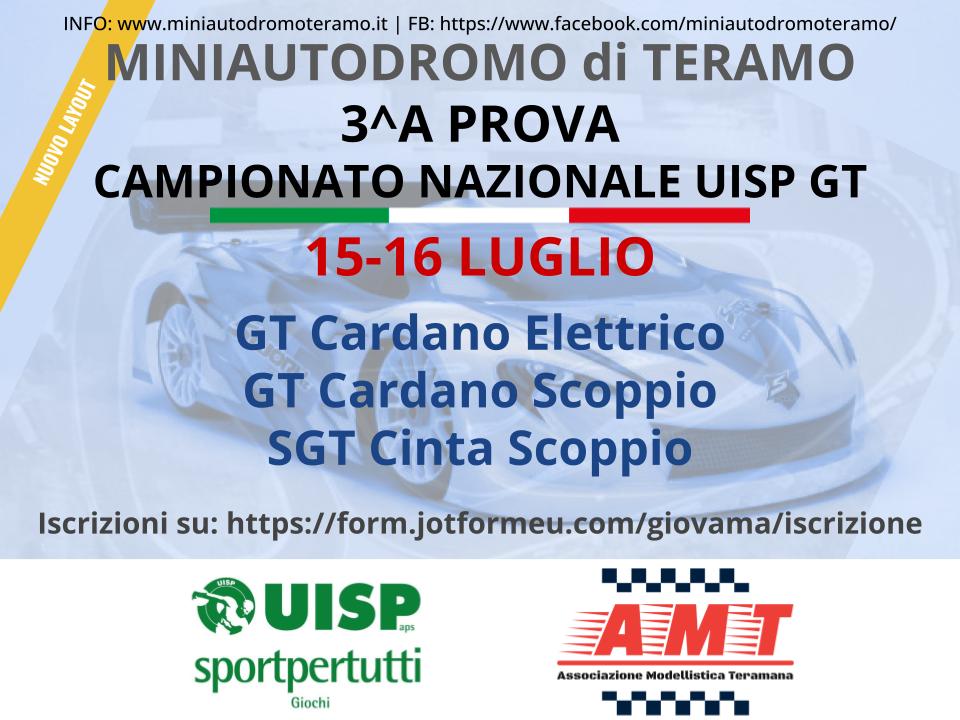 INFO: www.miniautodromoteramo.it | FB: https://www.facebook.com/miniautodromoteramo/
MINIAUTODROMO di TERAMO
NUOVO LAYOUT
3^A PROVA
CAMPIONATO NAZIONALE UISP GT
15-16 LUGLIO
GT Cardano Elettrico
GT Cardano Scoppio
SGT Cinta Scoppio
Iscrizioni su: https://form.jotformeu.com/giovama/iscrizione
UISP
UISP
aps
sportpertutti
Giochi
AMT
Associazione Modellistica Teramana